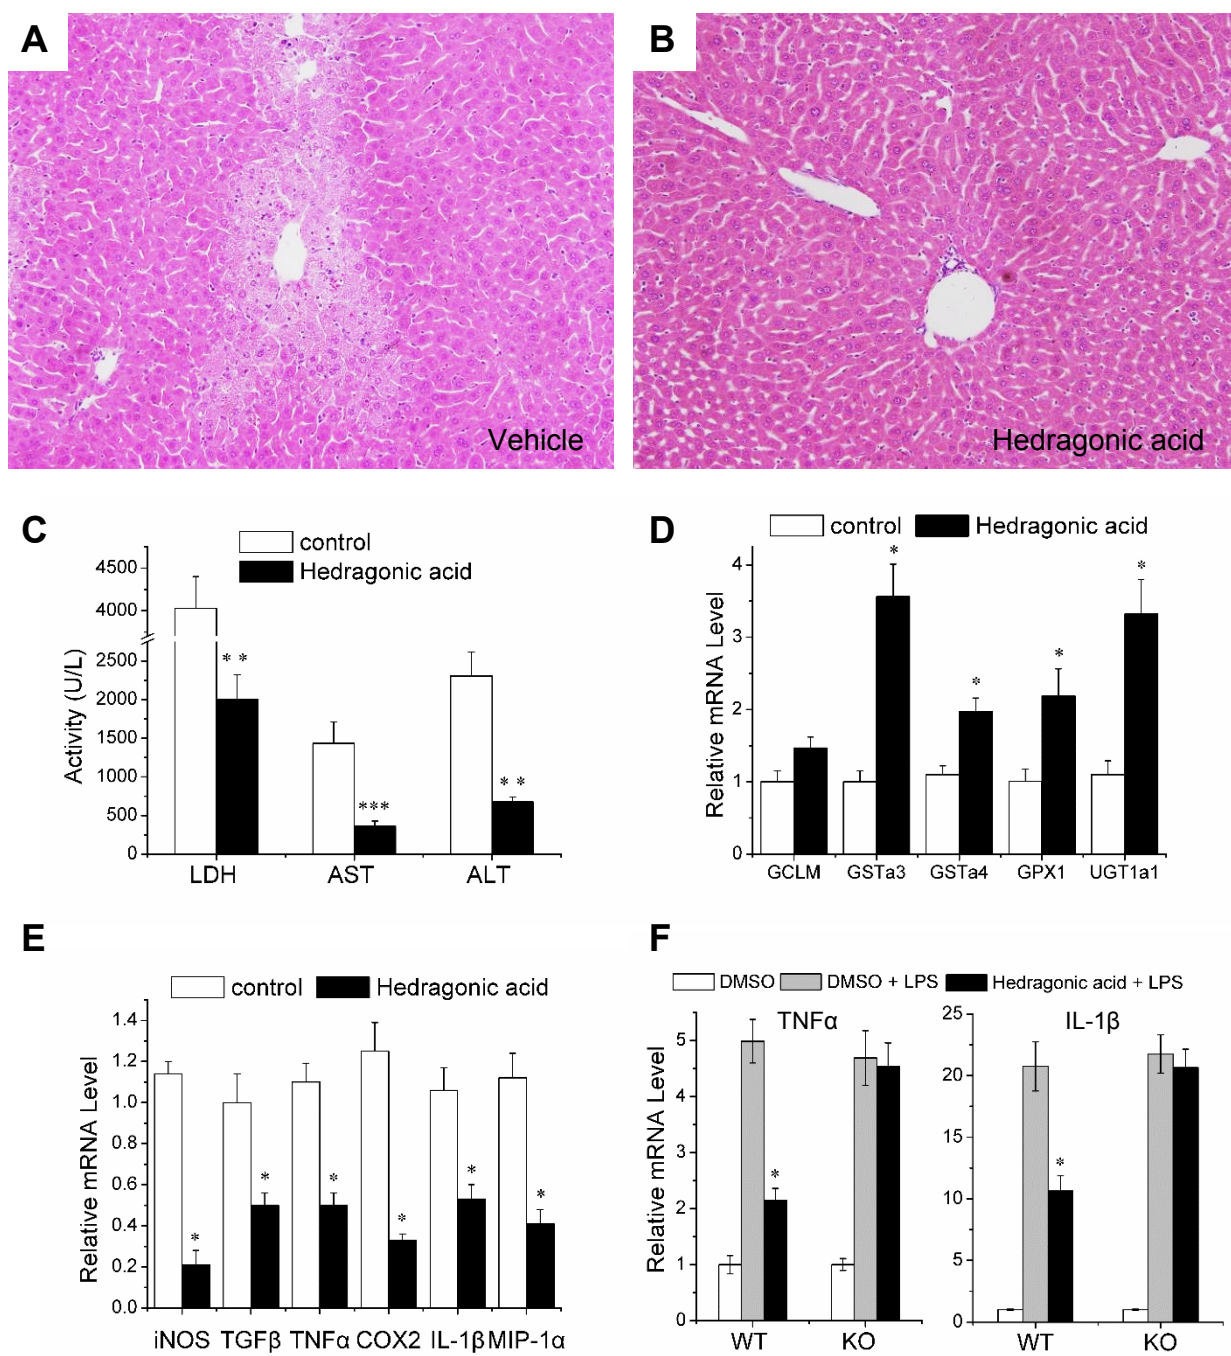 A
B
Vehicle
Hedragonic acid
C
control
Hedragonic acid
4500
4000
2500
2000
1500
1000
500
0
Activity (U/L)
**
***
**
LDH AST ALT
D
control Hedragonic acid
4
3
2
1
0
Relative mRNA Level
*
*
*
*
GCLM GSTa3 GSTa4 GPX1 UGT1a1
E
control Hedragonic acid
1.4
1.2
1.0
0.8
0.6
0.4
0.2
0.0
Relative mRNA Level
*
*
*
*
*
*
iNOS TGFβ TNFα COX2 IL-1β MIP-1α
F
DMSO DMSO + LPS Hedragonic acid + LPS
TNFα
5
4
3
2
1
0
Relative mRNA Level
*
WT KO
IL-1β
25
20
15
10
5
0
*
WT KO